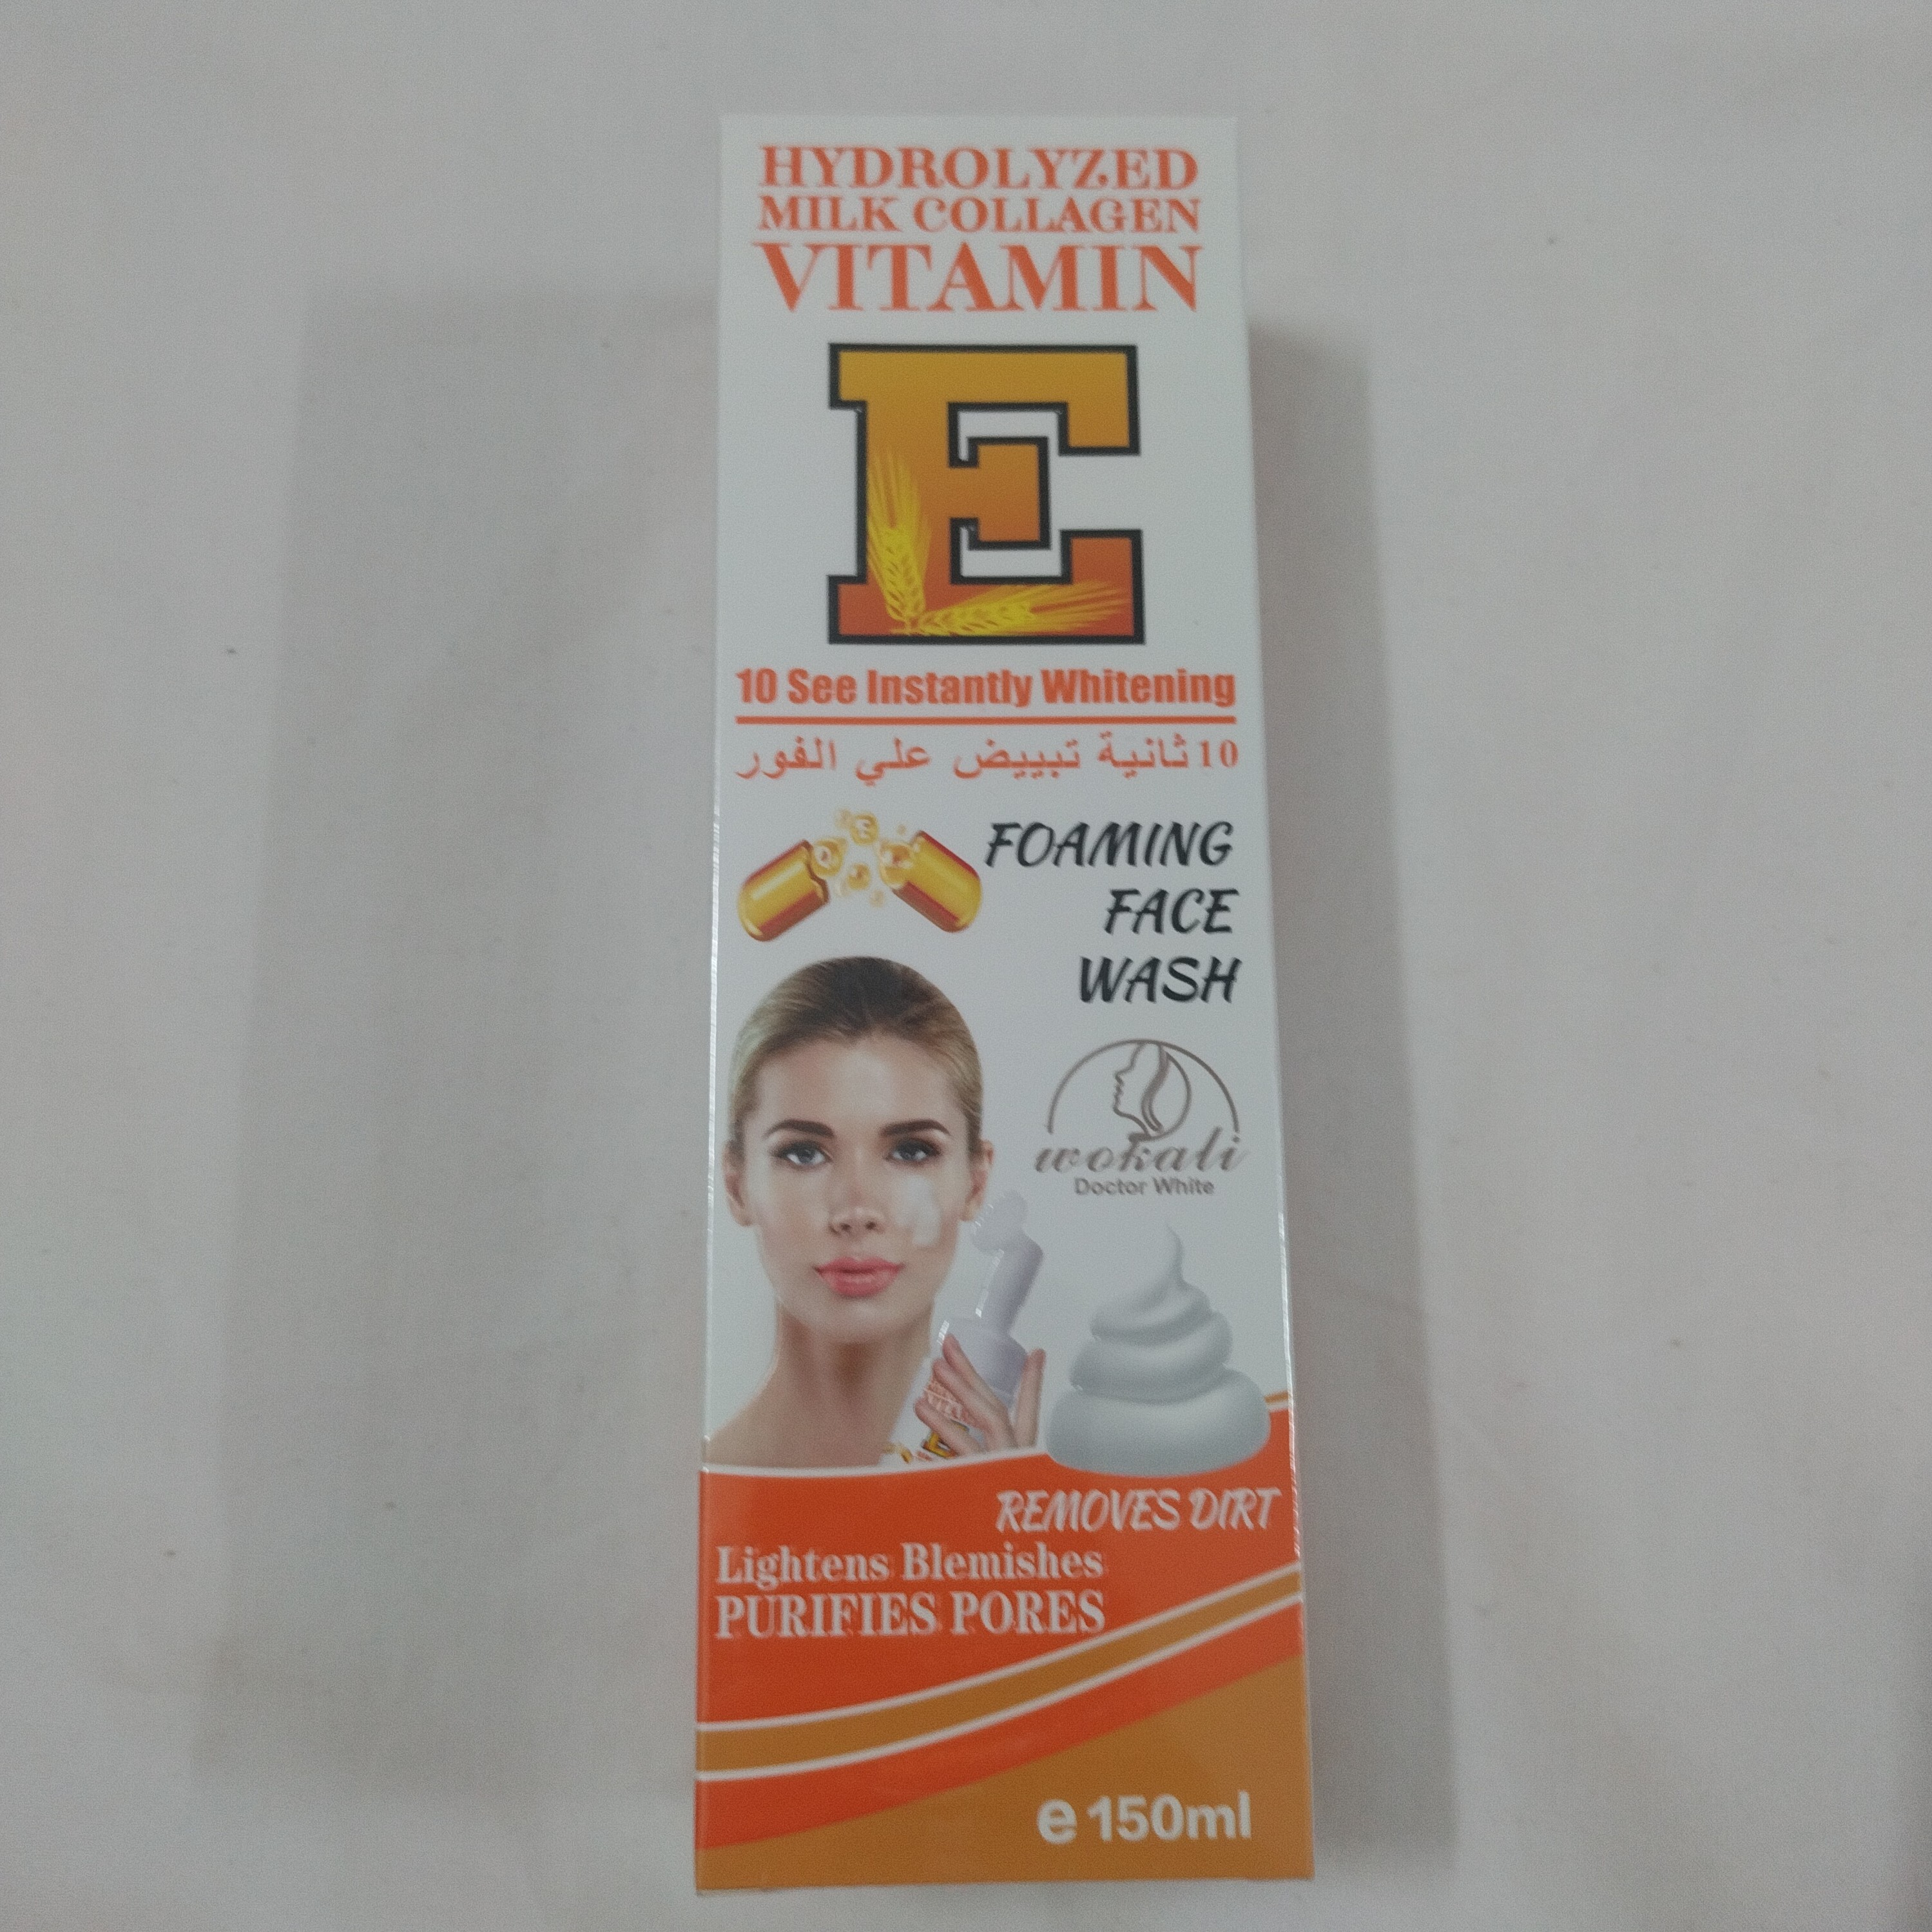 HYDROLYZED
MILK COLLAGEN
VITAMIN
E
10 See Instantly Whitening
10 ثانية تبييض علي الفور
FOAMING
FACE
WASH
wokali
Doctor White
REMOVES DIRT
Lightens Blemishes
PURIFIES PORES
e 150ml